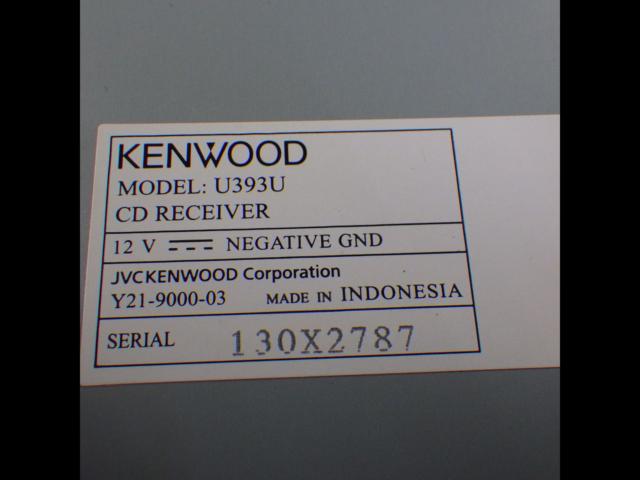 KENWOOD
MODEL: U393U
CD RECEIVER
12 V ⎓ NEGATIVE GND
JVCKENWOOD Corporation
Y21-9000-03 MADE IN INDONESIA
SERIAL 130X2787